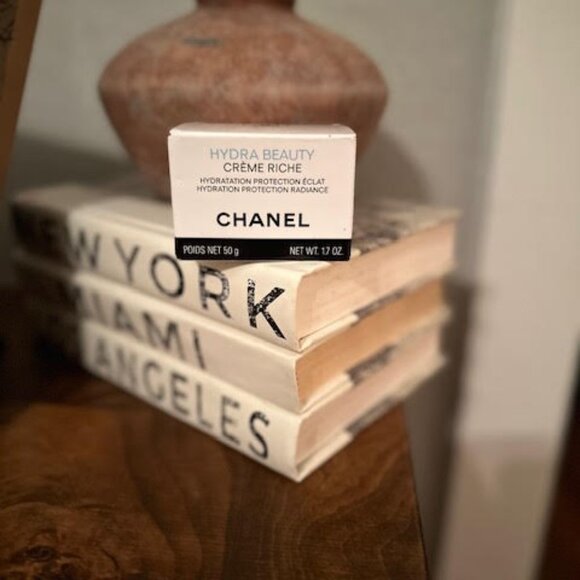 HYDRA BEAUTY
CRÈME RICHE
HYDRATATION PROTECTION ÉCLAT
HYDRATION PROTECTION RADIANCE
CHANEL
POIDS NET 50 g NET WT. 1.7 OZ.
NEW YORK
MIAMI
ANGELES